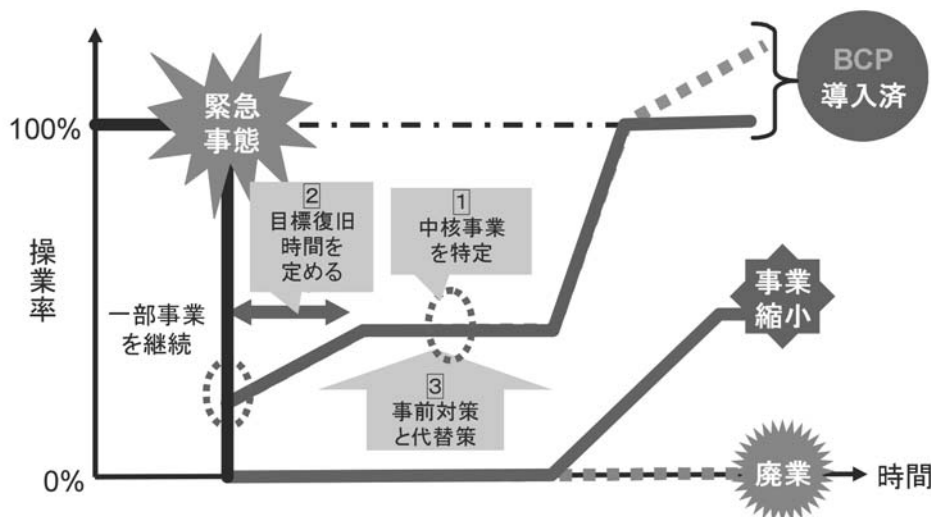 BCP
導入済
緊急
事態
100%
2
目標復旧
時間を
定める
1
中核事業
を特定
操業率
一部事業
を継続
事業
縮小
3
事前対策
と代替策
0%
廃業
時間